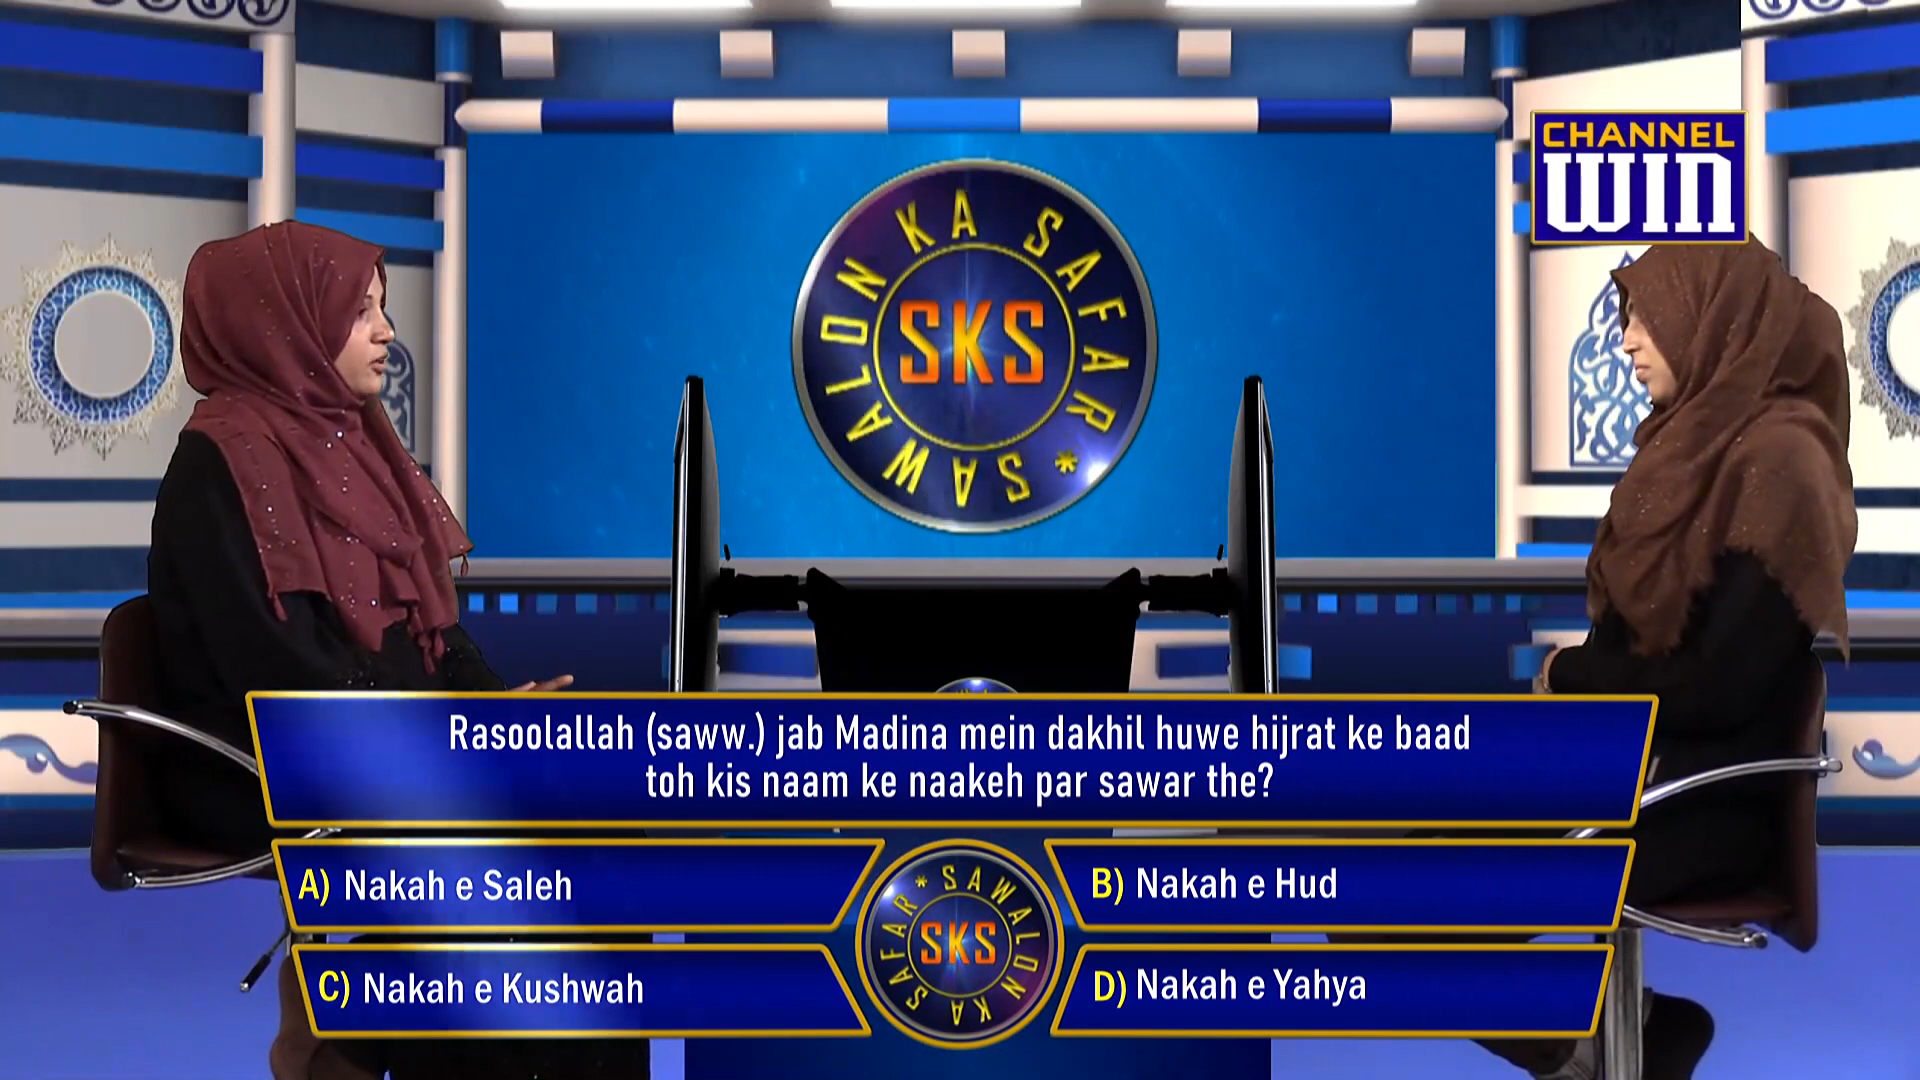 CHANNEL
WIN
SAWALON KA SAFAR *
SKS
Rasoolallah (saww.) jab Madina mein dakhil huwe hijrat ke baad
toh kis naam ke naakeh par sawar the?
A) Nakah e Saleh
B) Nakah e Hud
SAWALON KA SAFAR *
SKS
C) Nakah e Kushwah
D) Nakah e Yahya